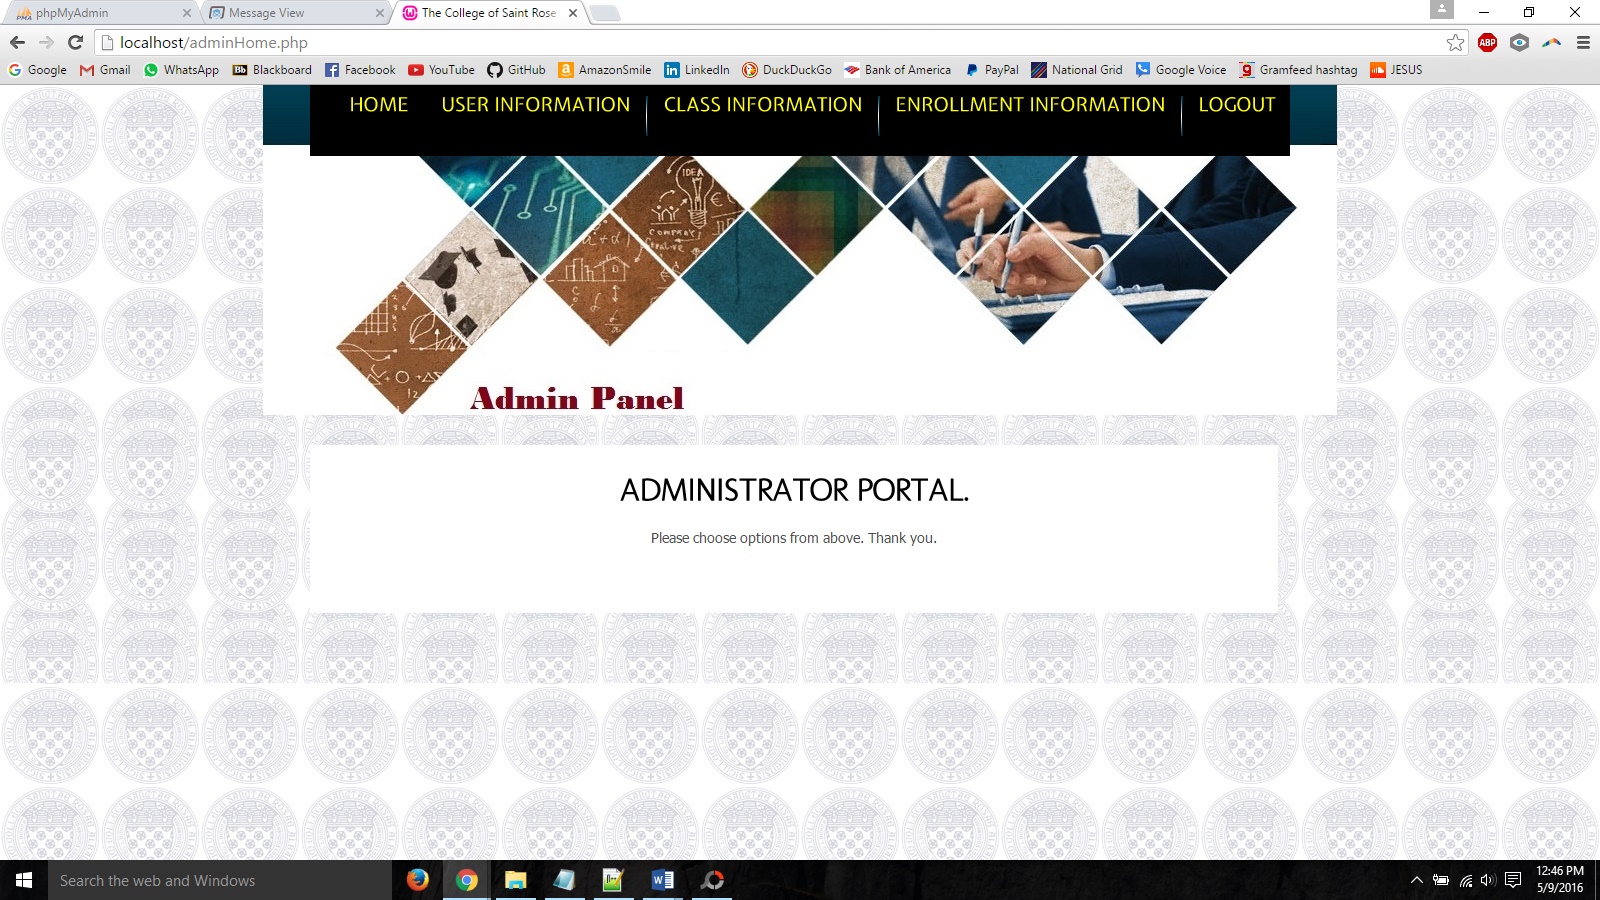 phpMyAdmin
Message View
The College of Saint Rose
localhost/adminHome.php
ABP
Google Gmail WhatsApp Bb Blackboard Facebook YouTube GitHub AmazonSmile LinkedIn DuckDuckGo Bank of America PayPal National Grid Google Voice Gramfeed hashtag JESUS
HOME USER INFORMATION CLASS INFORMATION ENROLLMENT INFORMATION LOGOUT
IDEA
COMPANY
Admin Panel
ADMINISTRATOR PORTAL.
Please choose options from above. Thank you.
Search the web and Windows
12:46 PM
5/9/2016